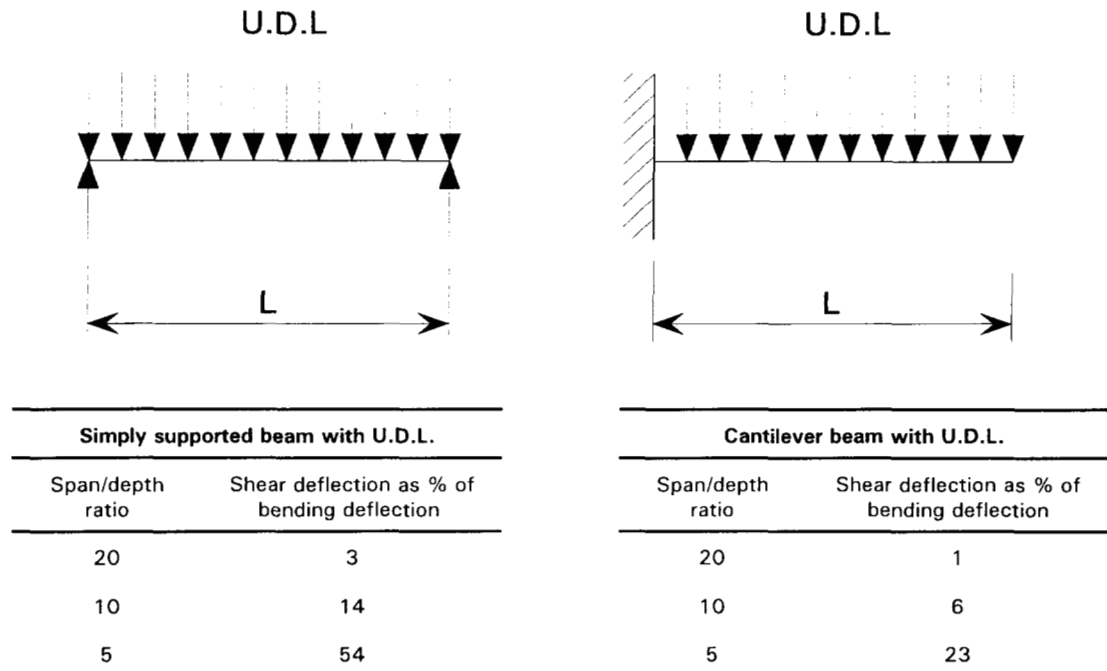 U.D.L
L
Simply supported beam with U.D.L.
Span/depth ratio
Shear deflection as % of bending deflection
20 3
10 14
5 54
U.D.L
L
Cantilever beam with U.D.L.
Span/depth ratio
Shear deflection as % of bending deflection
20 1
10 6
5 23